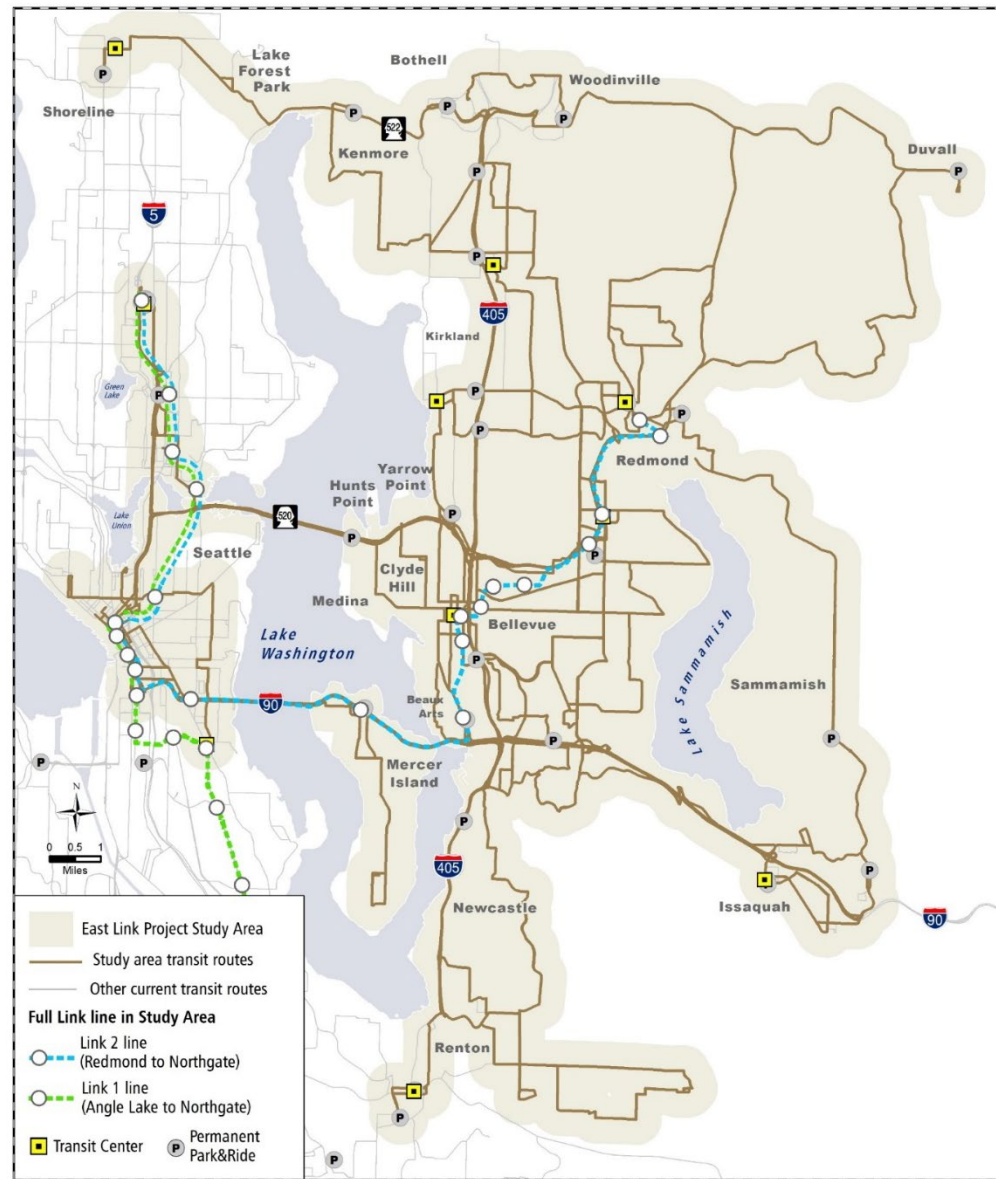 Lake
Forest
Park
Bothell
Woodinville
P
P
Shoreline
P
P
P
522
Kenmore
Duvall
P
P
5
P
405
Kirkland
Green
Lake
P
P
P
P
Redmond
Yarrow
Point
Hunts
Point
P
520
Lake
Union
Seattle
P
P
Clyde
Hill
Medina
Bellevue
Lake
Washington
P
Lake Sammamish
Sammamish
Beaux
Arts
90
P
P
Mercer
Island
P
P
N
0 0.5 1
Miles
P
405
Newcastle
P
Issaquah
90
Renton
P
P
East Link Project Study Area
Study area transit routes
Other current transit routes
Full Link line in Study Area
Link 2 line
(Redmond to Northgate)
Link 1 line
(Angle Lake to Northgate)
Transit Center
P Permanent
Park&Ride